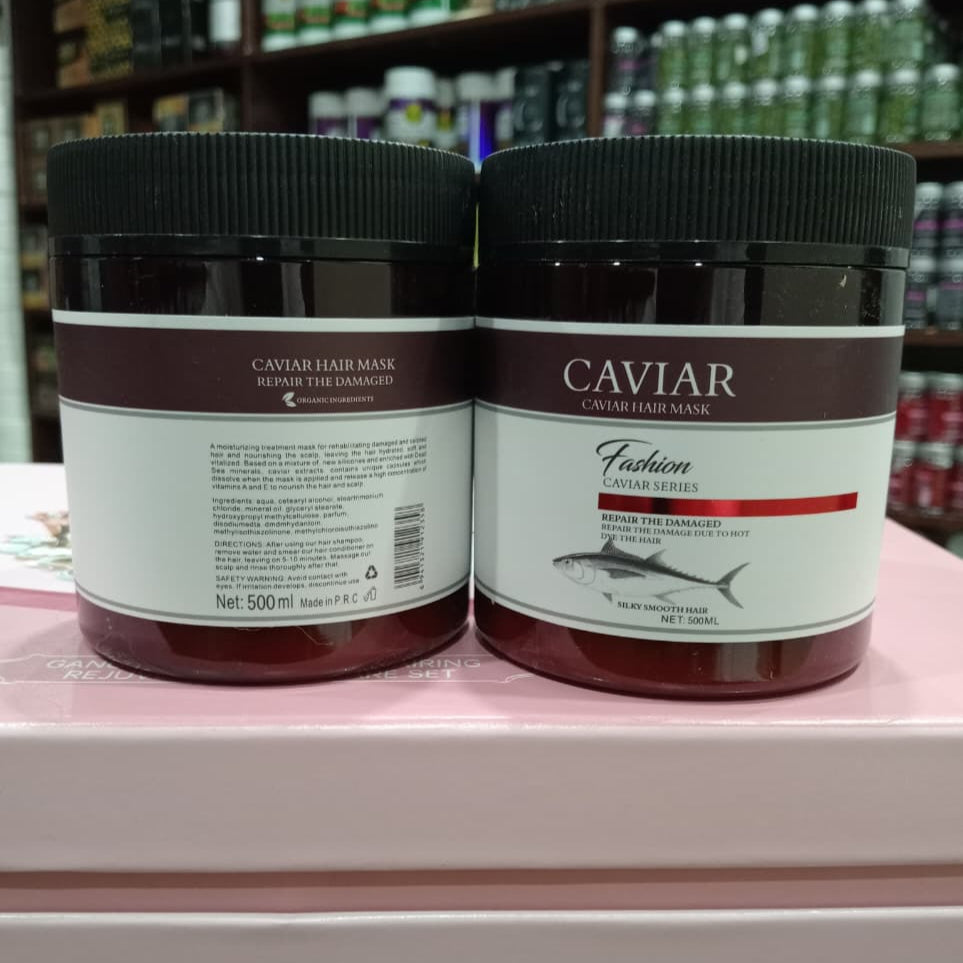 CAVIAR HAIR MASK
REPAIR THE DAMAGED
ORGANIC INGREDIENTS
A moisturizing treatment mask for rehabilitating damaged and
hair and nourishing the scalp, leaving the hair hydrated, soft and
vitalized. Based on a mixture of, new silicones and enriched with Dead
Sea minerals, caviar extracts contains unique capsules which
dissolve when the mask is applied and release a high concentration of
vitamins A and E to nourish the hair and scalp.
Ingredients: aqua, cetearyl alcohol, steartrimonium
chloride, mineral oil, glyceryl stearate,
hydroxypropyl methylcellulose, parfum,
disodiumedta, dmdmhydantoin,
methylisothiazolinone, methylchloroisothiazolino
DIRECTIONS: After using our hair shampoo,
remove water and smear our hair conditioner on
the hair, leaving on 5-10 minutes. Massage our
scalp and rinse thoroughly after that.
SAFETY WARNING: Avoid contact with
eyes. If irritation develops, discontinue use
Net: 500ml Made in P.R.C
CAVIAR
CAVIAR HAIR MASK
Fashion
CAVIAR SERIES
REPAIR THE DAMAGED
REPAIR THE DAMAGE DUE TO HOT
DYE THE HAIR
SILKY SMOOTH HAIR
NET: 500ML